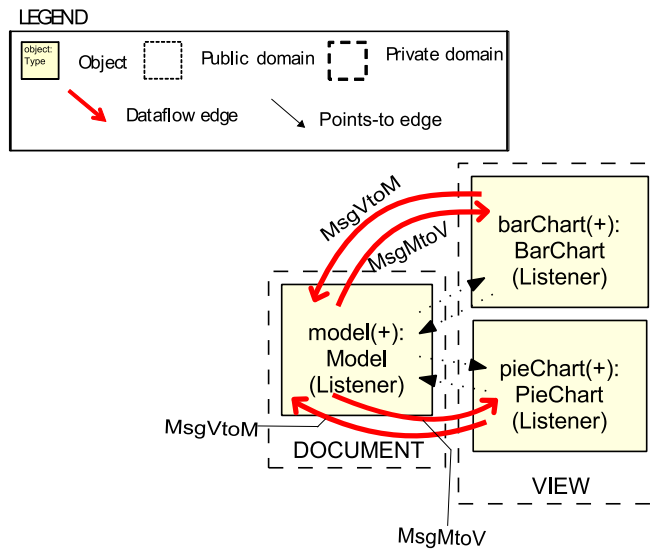 LEGEND
object:
Type
Object
Public domain
Private domain
Dataflow edge
Points-to edge
MsgVtoM
MsgMtoV
barChart(+):
BarChart
(Listener)
model(+):
Model
(Listener)
pieChart(+):
PieChart
(Listener)
MsgVtoM
DOCUMENT
VIEW
MsgMtoV